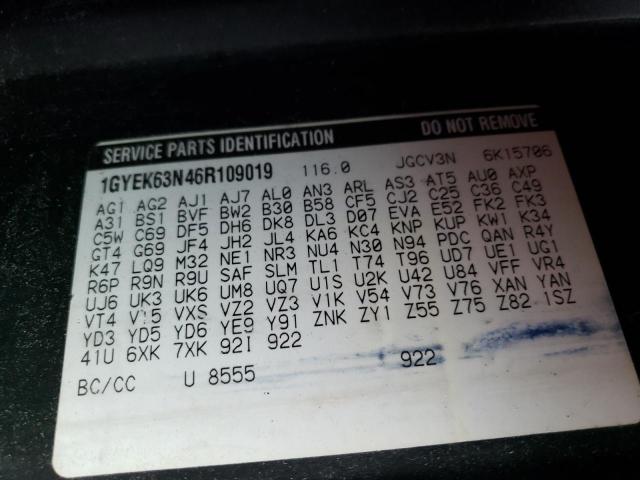 SERVICE PARTS IDENTIFICATION DO NOT REMOVE
1GYEK63N46R109019 116.0 JGCV3N 6K15706
AG1 AG2 AJ1 AJ7 AL0 AN3 ARL AS3 AT5 AU0 AXP
A31 BS1 BVF BW2 B30 B58 CF5 CJ2 C25 C36 C49
C5W C69 DF5 DH6 DK8 DL3 D07 EVA E52 FK2 FK3
GT4 G69 JF4 JH2 JL4 KA6 KC4 KNP KUP KW1 K34
K47 LQ9 M32 NE1 NR3 NU4 N30 N94 PDC QAN R4Y
R6P R9N R9U SAF SLM TL1 T74 T96 UD7 UE1 UG1
UJ6 UK3 UK6 UM8 UQ7 U1S U2K U42 U84 VFF VR4
VT4 V15 VXS VZ2 VZ3 V1K V54 V73 V76 XAN YAN
YD3 YD5 YD6 YE9 Y91 ZNK ZY1 Z55 Z75 Z82 1SZ
41U 6XK 7XK 92I 922
BC/CC U 8555 922